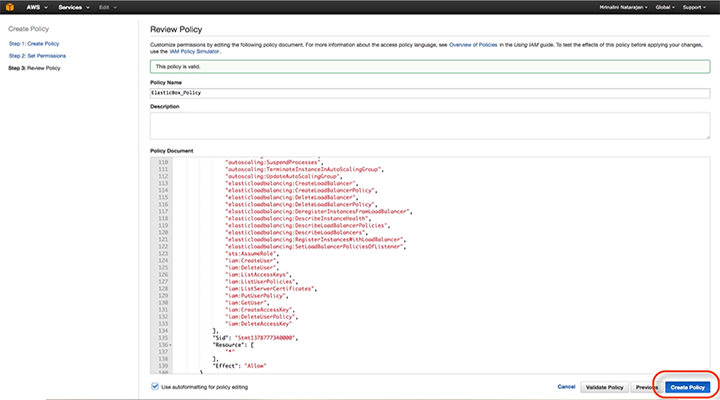 AWS Services Edit Mrinalini Natarajan Global Support
Create Policy
Step 1: Create Policy
Step 2: Set Permissions
Step 3: Review Policy
Review Policy
Customize permissions by editing the following policy document. For more information about the access policy language, see Overview of Policies in the Using IAM guide. To test the effects of this policy before applying your changes,
use the IAM Policy Simulator.
This policy is valid.
Policy Name
ElasticBox_Policy
Description
Policy Document
110 "autoscaling:SuspendProcesses",
111 "autoscaling:TerminateInstanceInAutoScalingGroup",
112 "autoscaling:UpdateAutoScalingGroup",
113 "elasticloadbalancing:CreateLoadBalancer",
114 "elasticloadbalancing:CreateLoadBalancerPolicy",
115 "elasticloadbalancing:DeleteLoadBalancer",
116 "elasticloadbalancing:DeleteLoadBalancerPolicy",
117 "elasticloadbalancing:DeregisterInstancesFromLoadBalancer",
118 "elasticloadbalancing:DescribeInstanceHealth",
119 "elasticloadbalancing:DescribeLoadBalancerPolicies",
120 "elasticloadbalancing:DescribeLoadBalancers",
121 "elasticloadbalancing:RegisterInstancesWithLoadBalancer",
122 "elasticloadbalancing:SetLoadBalancerPoliciesOfListener",
123 "sts:AssumeRole",
124 "iam:CreateUser",
125 "iam:DeleteUser",
126 "iam:ListAccessKeys",
127 "iam:ListUserPolicies",
128 "iam:ListServerCertificates",
129 "iam:PutUserPolicy",
130 "iam:GetUser",
131 "iam:CreateAccessKey",
132 "iam:DeleteUserPolicy",
133 "iam:DeleteAccessKey"
134 ],
135 "Sid": "Stmt1378777340000",
136 "Resource": [
137 "*"
138 ],
139 "Effect": "Allow"
140 }
Use autoformatting for policy editing
Cancel Validate Policy Previous Create Policy